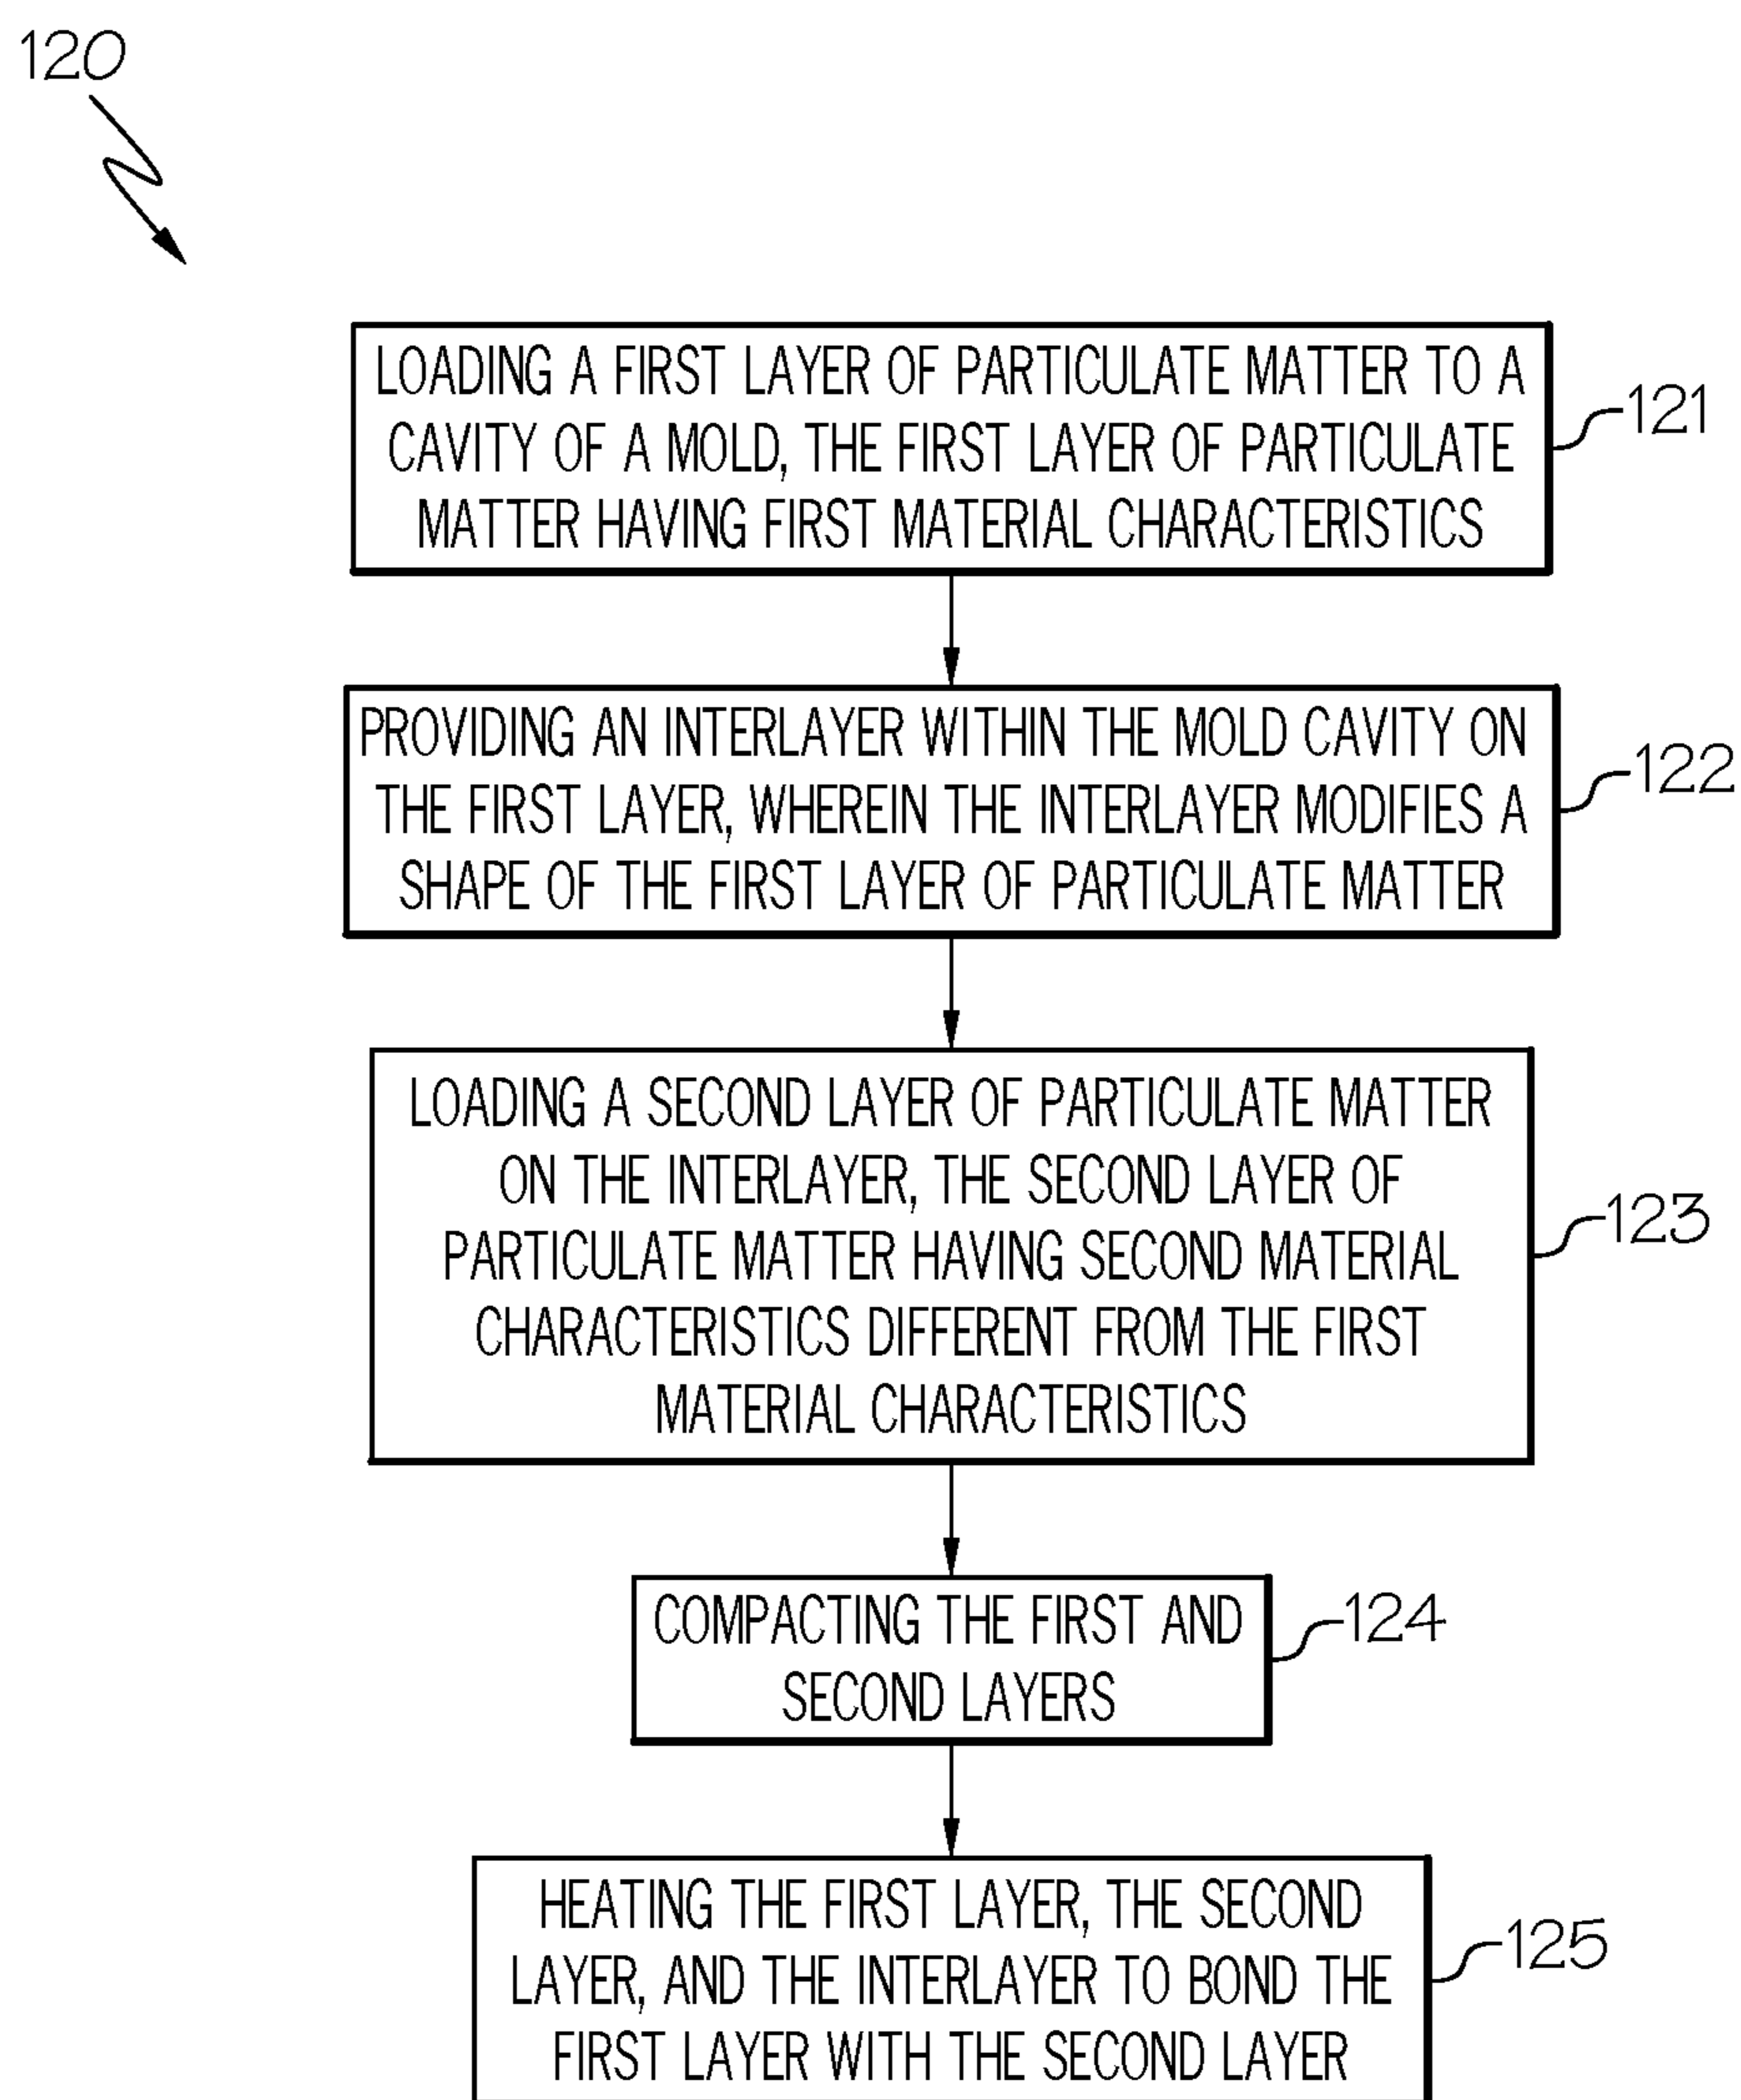 120
LOADING A FIRST LAYER OF PARTICULATE MATTER TO A
CAVITY OF A MOLD, THE FIRST LAYER OF PARTICULATE
MATTER HAVING FIRST MATERIAL CHARACTERISTICS
121
PROVIDING AN INTERLAYER WITHIN THE MOLD CAVITY ON
THE FIRST LAYER, WHEREIN THE INTERLAYER MODIFIES A
SHAPE OF THE FIRST LAYER OF PARTICULATE MATTER
122
LOADING A SECOND LAYER OF PARTICULATE MATTER
ON THE INTERLAYER, THE SECOND LAYER OF
PARTICULATE MATTER HAVING SECOND MATERIAL
CHARACTERISTICS DIFFERENT FROM THE FIRST
MATERIAL CHARACTERISTICS
123
COMPACTING THE FIRST AND
SECOND LAYERS
124
HEATING THE FIRST LAYER, THE SECOND
LAYER, AND THE INTERLAYER TO BOND THE
FIRST LAYER WITH THE SECOND LAYER
125